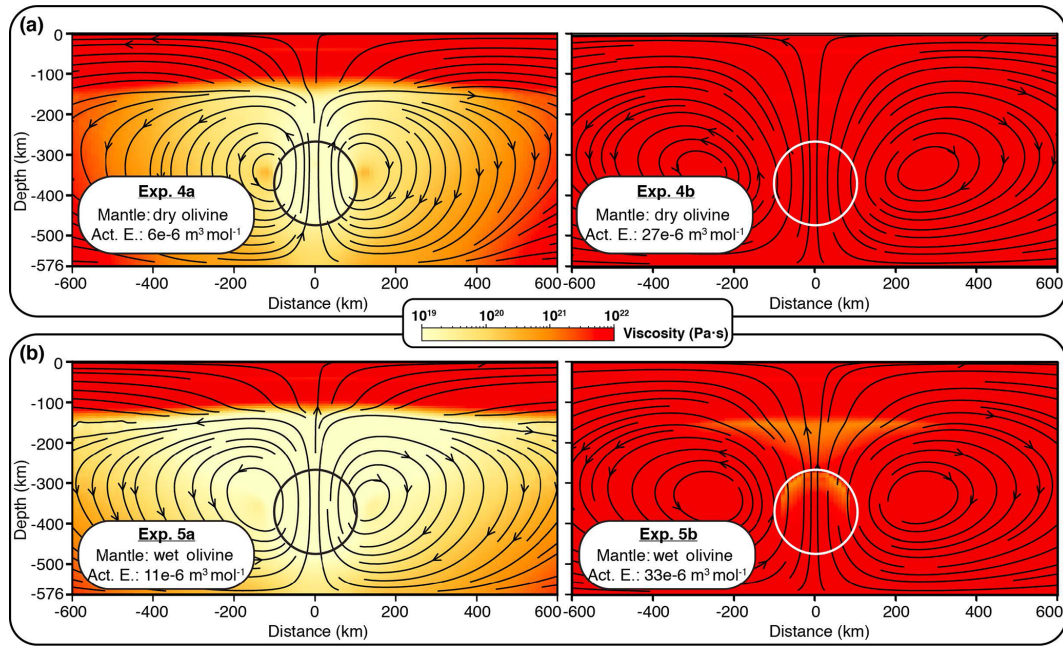 (a)
0
-100
-200
-300
-400
-500
-576
Depth (km)
Exp. 4a
Mantle: dry olivine
Act. E.: 6e-6 m³ mol⁻¹
-600 -400 -200 0 200 400 600
Distance (km)
Exp. 4b
Mantle: dry olivine
Act. E.: 27e-6 m³ mol⁻¹
-600 -400 -200 0 200 400 600
Distance (km)
10¹⁹ 10²⁰ 10²¹ 10²²
Viscosity (Pa·s)
(b)
0
-100
-200
-300
-400
-500
-576
Depth (km)
Exp. 5a
Mantle: wet olivine
Act. E.: 11e-6 m³ mol⁻¹
-600 -400 -200 0 200 400 600
Distance (km)
Exp. 5b
Mantle: wet olivine
Act. E.: 33e-6 m³ mol⁻¹
-600 -400 -200 0 200 400 600
Distance (km)